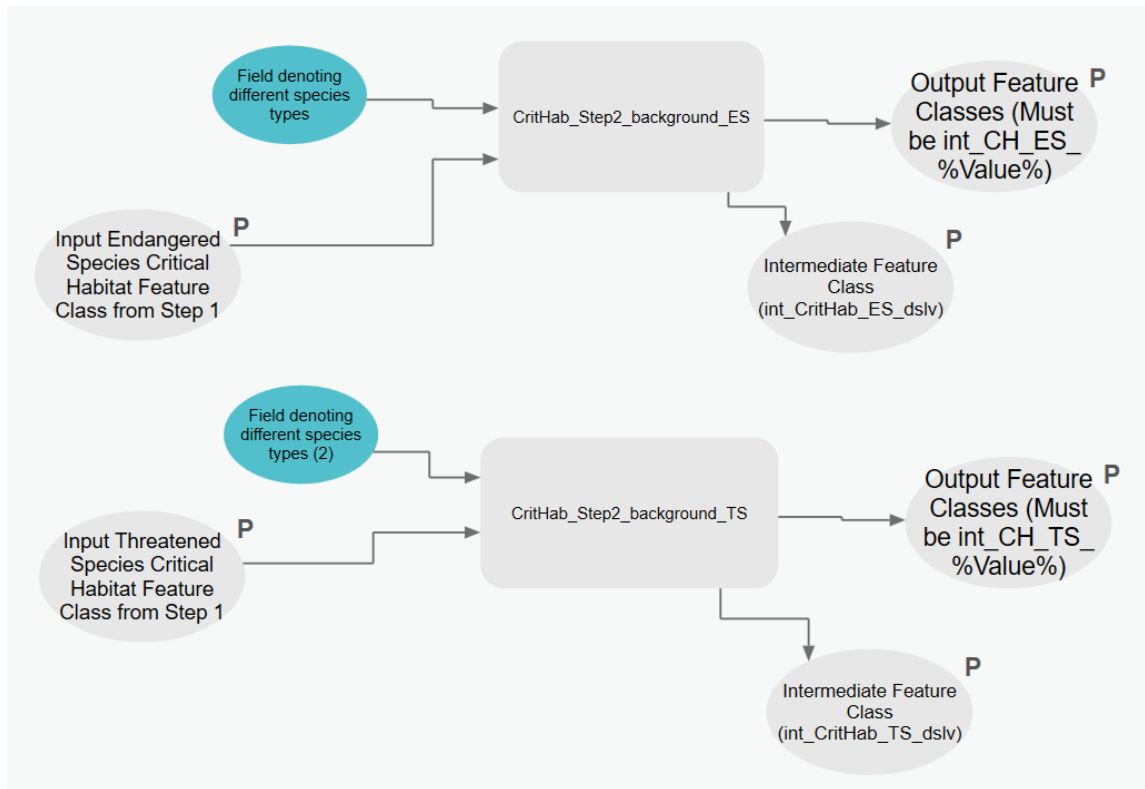 Field denoting
different species
types
CritHab_Step2_background_ES
Output Feature
Classes (Must
be int_CH_ES_
%Value%)
P
Input Endangered
Species Critical
Habitat Feature
Class from Step 1
P
Intermediate Feature
Class
(int_CritHab_ES_dslv)
P
Field denoting
different species
types (2)
CritHab_Step2_background_TS
Output Feature
Classes (Must
be int_CH_TS_
%Value%)
P
Input Threatened
Species Critical
Habitat Feature
Class from Step 1
P
Intermediate Feature
Class
(int_CritHab_TS_dslv)
P